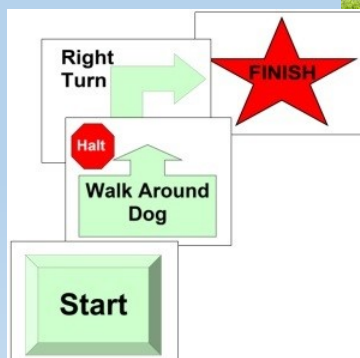 Right
Turn
FINISH
Halt
Walk Around
Dog
Start